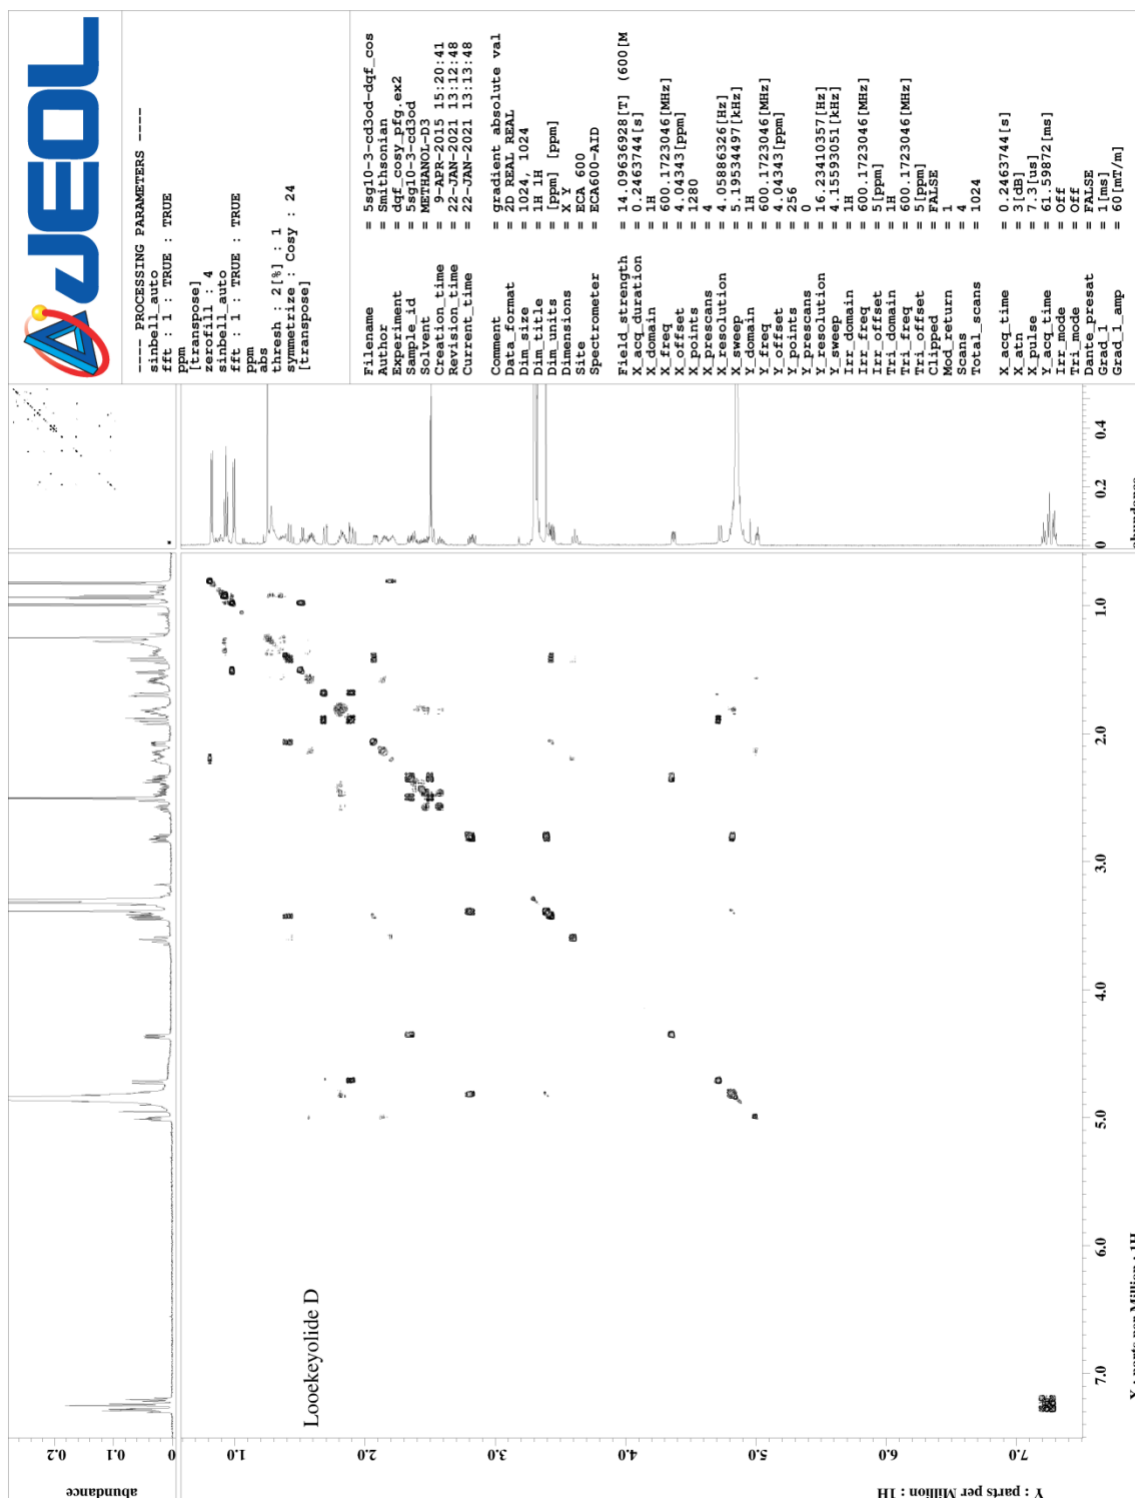 JEOL
---- PROCESSING PARAMETERS ----
sinbell_auto
fft : 1 : TRUE : TRUE
ppm
[transpose]
zerofill : 4
sinbell_auto
fft : 1 : TRUE : TRUE
ppm
abs
thresh : 2[%] : 1
symmetrize : Cosy : 24
[transpose]
Filename = 5sg10-3-cd3od-dqf_cos
Author = Smithsonian
Experiment = dqf_cosy_pfg.ex2
Sample_id = 5sg10-3-cd3od
Solvent = METHANOL-D3
Creation_time = 9-APR-2015 15:20:41
Revision_time = 22-JAN-2021 13:12:48
Current_time = 22-JAN-2021 13:13:48
Comment = gradient absolute val
Data_format = 2D REAL REAL
Dim_size = 1024, 1024
Dim_title = 1H 1H
Dim_units = [ppm] [ppm]
Dimensions = X Y
Site = ECA 600
Spectrometer = ECA600-AID
Field_strength = 14.09636928[T] (600[M
X_acq_duration = 0.2463744[s]
X_domain = 1H
X_freq = 600.1723046[MHz]
X_offset = 4.04343[ppm]
X_points = 1280
X_prescans = 4
X_resolution = 4.05886326[Hz]
X_sweep = 5.19534497[kHz]
Y_domain = 1H
Y_freq = 600.1723046[MHz]
Y_offset = 4.04343[ppm]
Y_points = 256
Y_prescans = 0
Y_resolution = 16.23410357[Hz]
Y_sweep = 4.15593051[kHz]
Irr_domain = 1H
Irr_freq = 600.1723046[MHz]
Irr_offset = 5[ppm]
Tri_domain = 1H
Tri_freq = 600.1723046[MHz]
Tri_offset = 5[ppm]
Clipped = FALSE
Mod_return = 1
Scans = 4
Total_scans = 1024
X_acq_time = 0.2463744[s]
X_atn = 3[dB]
X_pulse = 7.3[us]
Y_acq_time = 61.59872[ms]
Irr_mode = Off
Tri_mode = Off
Dante_presat = FALSE
Grad_1 = 1[ms]
Grad_1_amp = 60[mT/m]
0 0.2 0.4
abundance
1.0 2.0 3.0 4.0 5.0 6.0 7.0
X : parts per Million : 1H
Looekeyolide D
0.2 0.1 0
abundance
1.0 2.0 3.0 4.0 5.0 6.0 7.0
Y : parts per Million : 1H